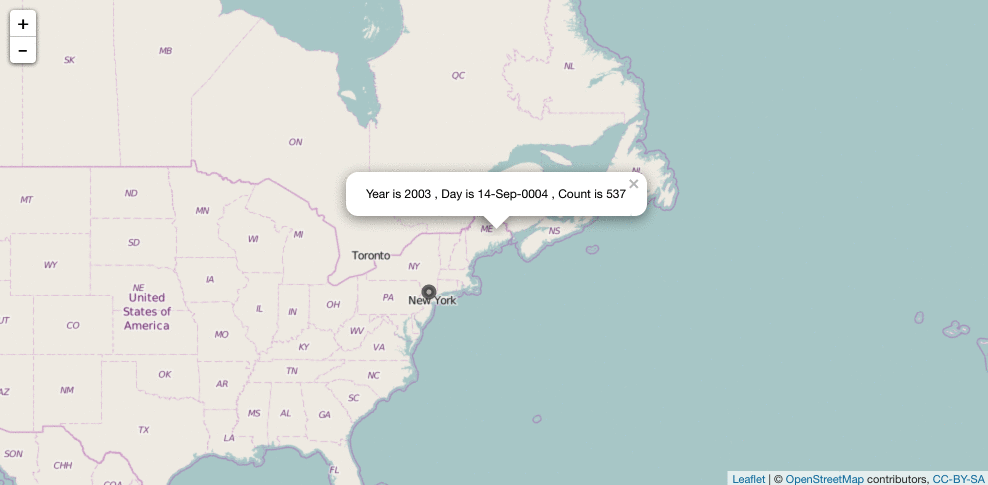 +
−
SK
MB
QC
NL
ON
MT
ND
MN
SD
WI
MI
WY
IA
NE
United
States of
America
CO
IL
IN
OH
PA
NY
Toronto
New York
Year is 2003 , Day is 14-Sep-0004 , Count is 537
×
ME
NS
NL
MO
KY
WV
VA
UT
AZ
NM
OK
AR
TN
NC
SC
MS
AL
GA
TX
LA
FL
SON
CHH
COA
Leaflet | © OpenStreetMap contributors, CC-BY-SA